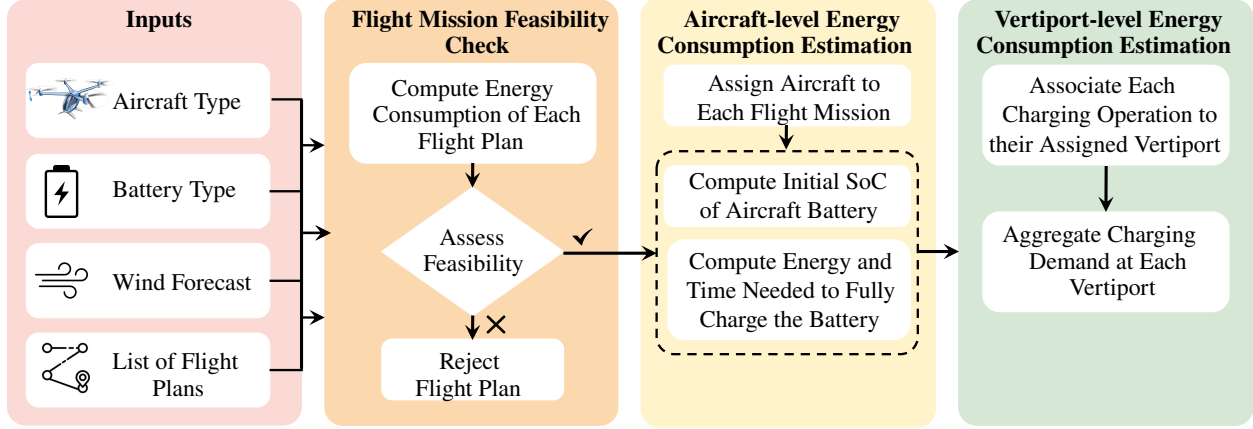 Inputs
Aircraft Type
Battery Type
Wind Forecast
List of Flight
Plans
Flight Mission Feasibility
Check
Compute Energy
Consumption of Each
Flight Plan
Assess
Feasibility
Reject
Flight Plan
Aircraft-level Energy
Consumption Estimation
Assign Aircraft to
Each Flight Mission
Compute Initial SoC
of Aircraft Battery
Compute Energy and
Time Needed to Fully
Charge the Battery
Vertiport-level Energy
Consumption Estimation
Associate Each
Charging Operation to
their Assigned Vertiport
Aggregate Charging
Demand at Each
Vertiport